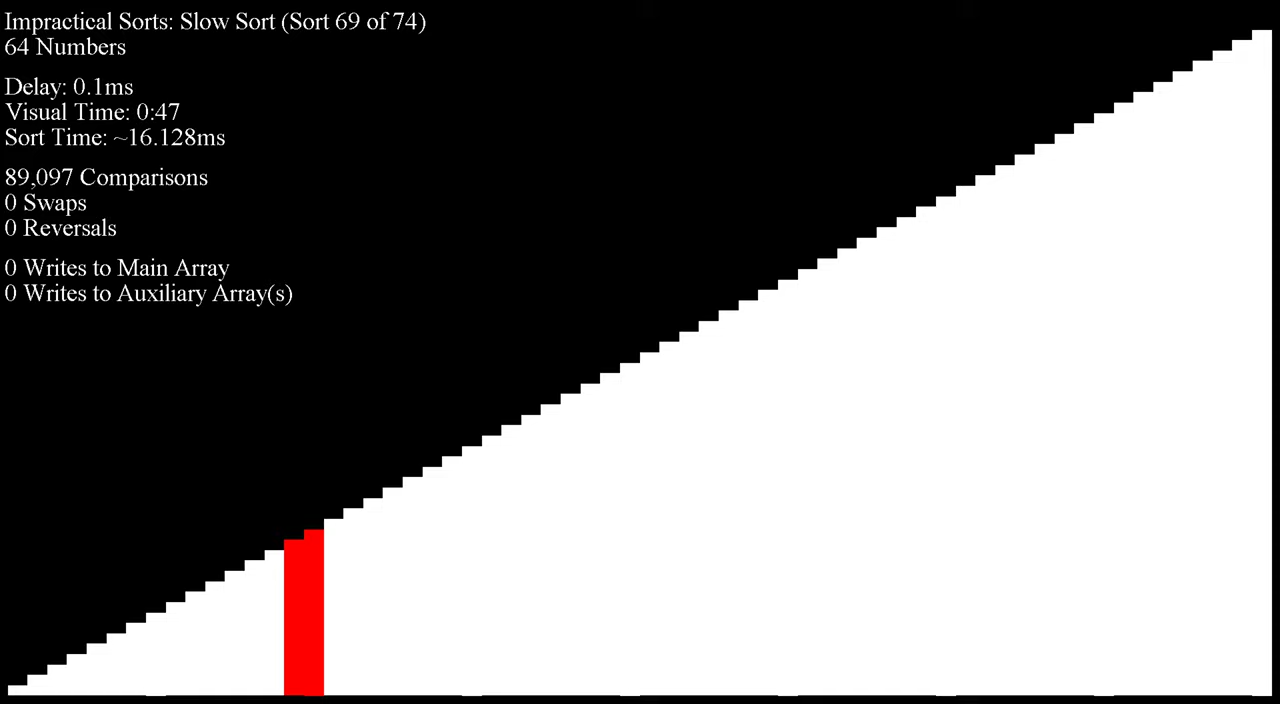 Impractical Sorts: Slow Sort (Sort 69 of 74)
64 Numbers
Delay: 0.1ms
Visual Time: 0:47
Sort Time: ~16.128ms
89,097 Comparisons
0 Swaps
0 Reversals
0 Writes to Main Array
0 Writes to Auxiliary Array(s)